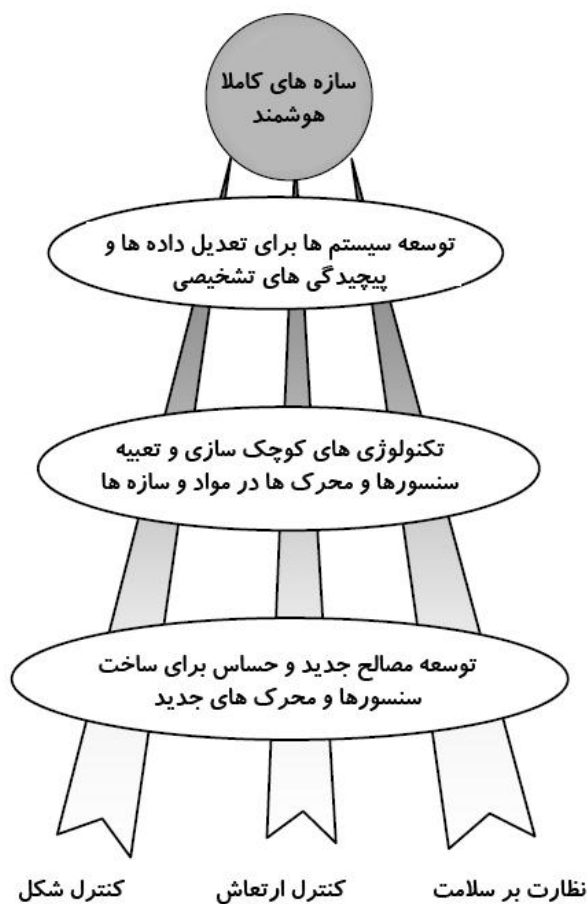 سازه های کاملا
هوشمند
توسعه سیستم ها برای تعدیل داده ها و
پیچیدگی های تشخیصی
تکنولوژی های کوچک سازی و تعبیه
سنسورها و محرک ها در مواد و سازه ها
توسعه مصالح جدید و حساس برای ساخت
سنسورها و محرک های جدید
نظارت بر سلامت
کنترل ارتعاش
کنترل شکل